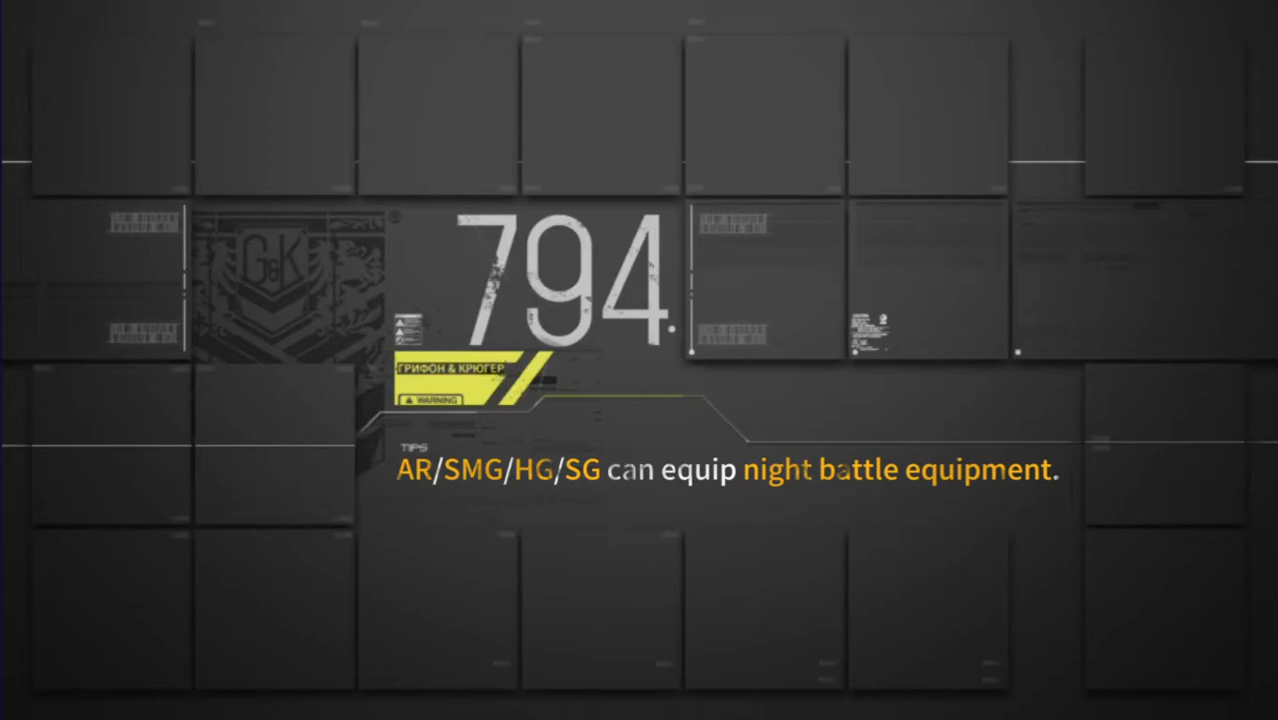 G&K
794.
ГРИФОН & КРЮГЕР
WARNING
TIPS
AR/SMG/HG/SG can equip night battle equipment.